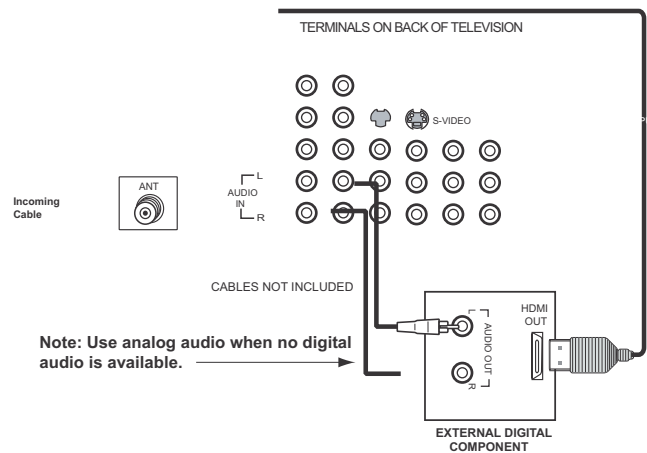 TERMINALS ON BACK OF TELEVISION
S-VIDEO
ANT
L
AUDIO
IN
R
Incoming
Cable
CABLES NOT INCLUDED
Note: Use analog audio when no digital
audio is available.
L
AUDIO OUT
R
HDMI
OUT
EXTERNAL DIGITAL
COMPONENT